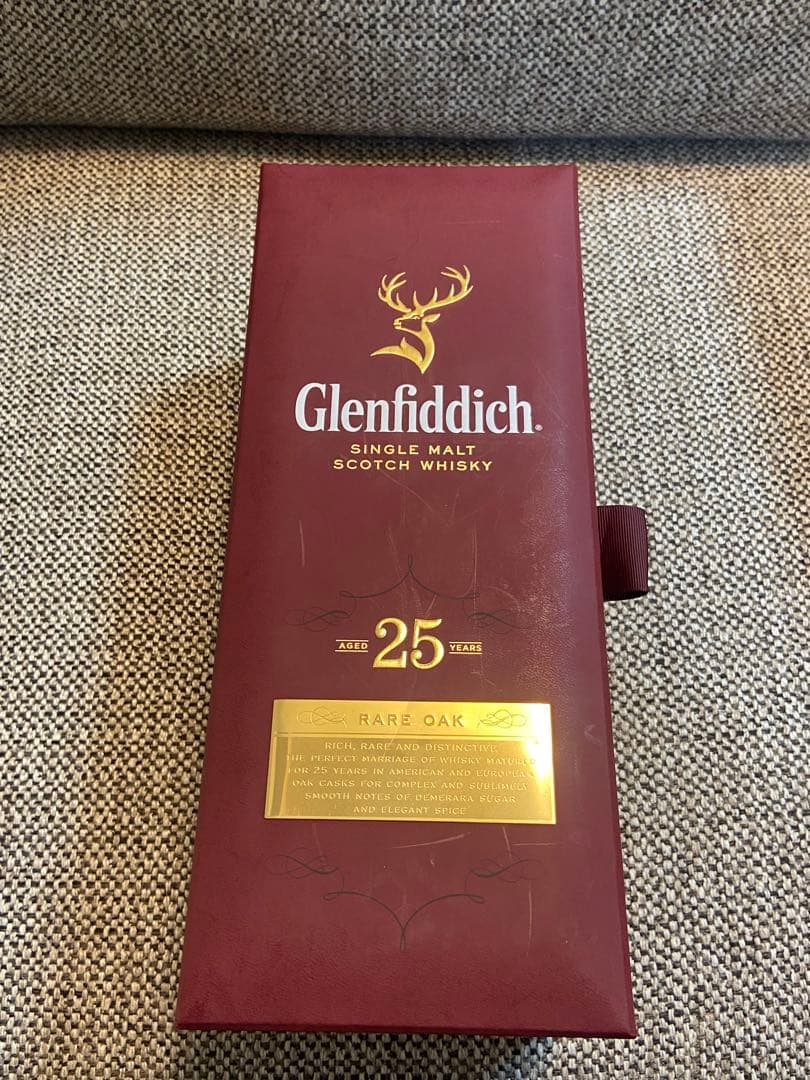 Glenfiddich®
SINGLE MALT
SCOTCH WHISKY
AGED 25 YEARS
RARE OAK
RICH, RARE AND DISTINCTIVE,
THE PERFECT MARRIAGE OF WHISKY MATURED
FOR 25 YEARS IN AMERICAN AND EUROPEAN
OAK CASKS FOR COMPLEX AND SUBLIMELY
SMOOTH NOTES OF DEMERARA SUGAR
AND ELEGANT SPICE